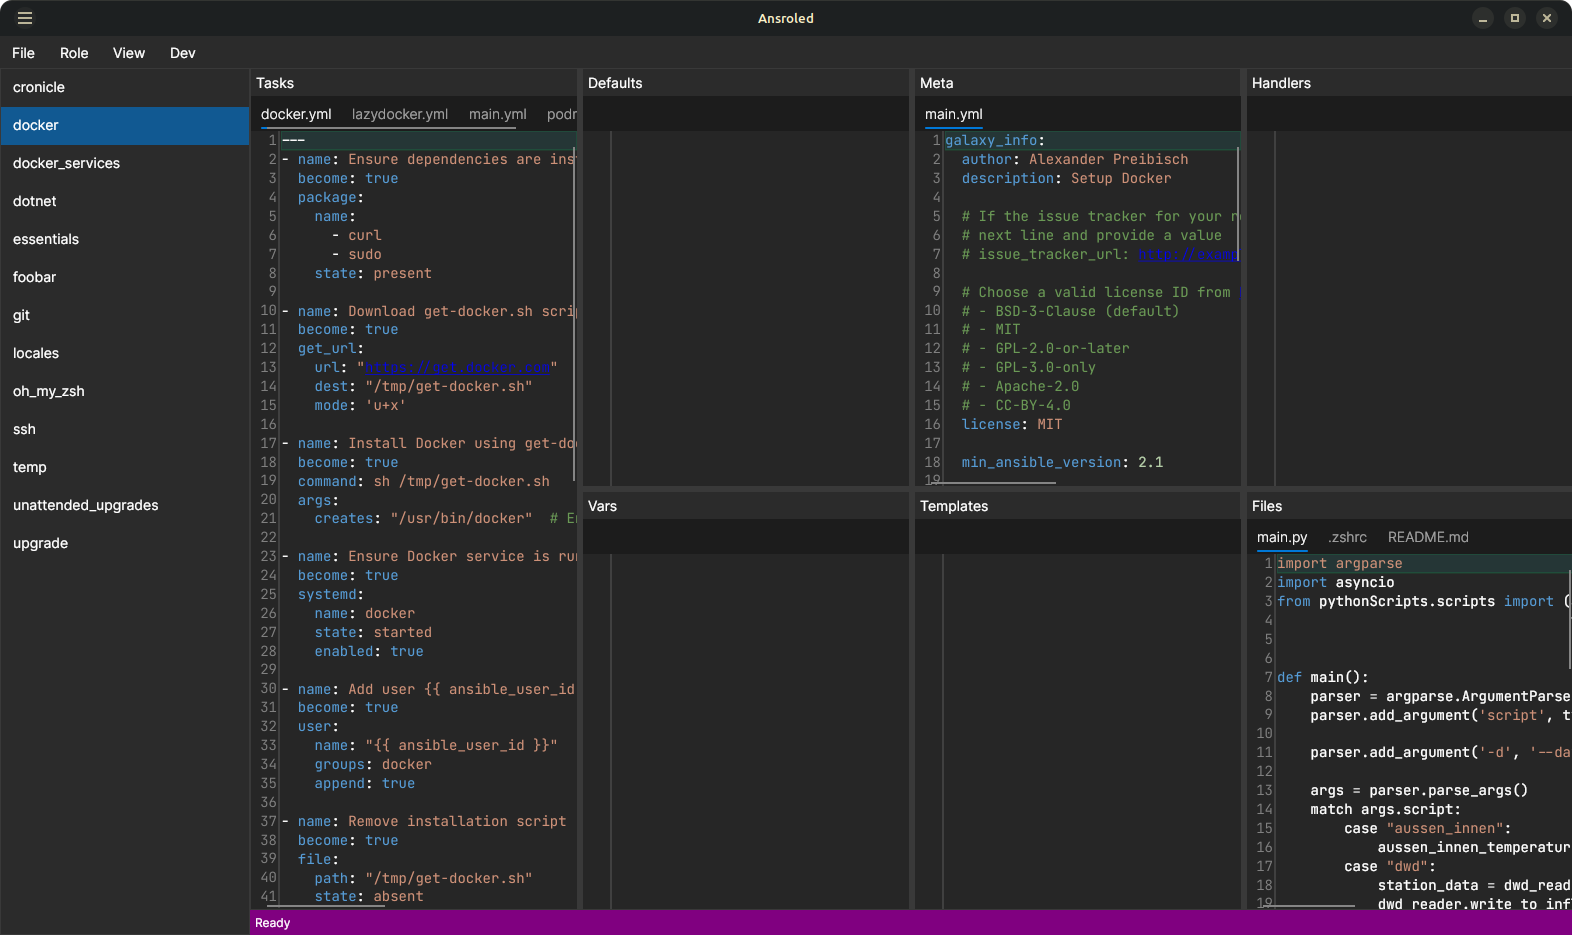 Ansroled
File Role View Dev
cronicle
docker
docker_services
dotnet
essentials
foobar
git
locales
oh_my_zsh
ssh
temp
unattended_upgrades
upgrade
Tasks
docker.yml lazydocker.yml main.yml podr
1 ---
2 - name: Ensure dependencies are ins
3 become: true
4 package:
5 name:
6 - curl
7 - sudo
8 state: present
9
10 - name: Download get-docker.sh scrip
11 become: true
12 get_url:
13 url: "https://get.docker.com"
14 dest: "/tmp/get-docker.sh"
15 mode: 'u+x'
16
17 - name: Install Docker using get-doc
18 become: true
19 command: sh /tmp/get-docker.sh
20 args:
21 creates: "/usr/bin/docker" # En
22
23 - name: Ensure Docker service is run
24 become: true
25 systemd:
26 name: docker
27 state: started
28 enabled: true
29
30 - name: Add user {{ ansible_user_id
31 become: true
32 user:
33 name: "{{ ansible_user_id }}"
34 groups: docker
35 append: true
36
37 - name: Remove installation script
38 become: true
39 file:
40 path: "/tmp/get-docker.sh"
41 state: absent
Defaults
Meta
main.yml
1 galaxy_info:
2 author: Alexander Preibisch
3 description: Setup Docker
4
5 # If the issue tracker for your r
6 # next line and provide a value
7 # issue_tracker_url: http://examp
8
9 # Choose a valid license ID from
10 # - BSD-3-Clause (default)
11 # - MIT
12 # - GPL-2.0-or-later
13 # - GPL-3.0-only
14 # - Apache-2.0
15 # - CC-BY-4.0
16 license: MIT
17
18 min_ansible_version: 2.1
19
Handlers
Vars
Templates
Files
main.py .zshrc README.md
1 import argparse
2 import asyncio
3 from pythonScripts.scripts import (
4
5
6
7 def main():
8 parser = argparse.ArgumentParse
9 parser.add_argument('script', t
10
11 parser.add_argument('-d', '--da
12
13 args = parser.parse_args()
14 match args.script:
15 case "aussen_innen":
16 aussen_innen_temperatur
17 case "dwd":
18 station_data = dwd_read
19 dwd_reader.write_to_inf
Ready